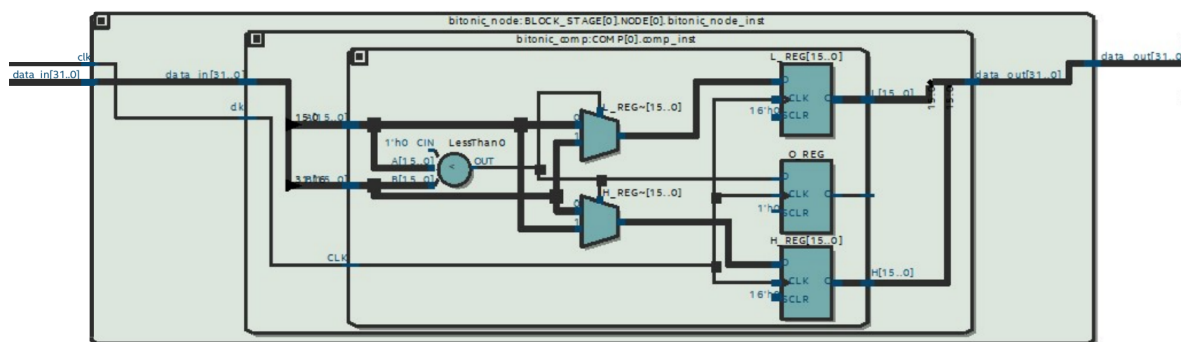 bitonic_node:BLOCK_STAGE[0].NODE[0].bitonic_node_inst
bitonic_comp:COMP[0].comp_inst
clk
data_in[31..0]
data_in[31..0]
clk
L_REG[15..0]
D
CLK
Q
16'h0
SCLR
L[15..0]
data_out[31..0]
data_out[31..0]
L_REG~[15..0]
0
1
1'h0 CIN
LessThan0
A[15..0]
B[15..0]
<
OUT
O_REG
D
CLK
Q
1'h0
SCLR
H_REG~[15..0]
0
1
H_REG[15..0]
D
CLK
Q
16'h0
SCLR
H[15..0]
CLK